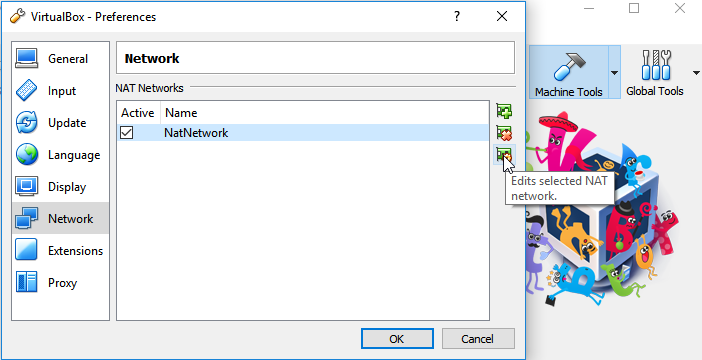 VirtualBox - Preferences
?
General
Input
Update
Language
Display
Network
Extensions
Proxy
Network
NAT Networks
Active Name
NatNetwork
Edits selected NAT
network.
OK Cancel
Machine Tools Global Tools